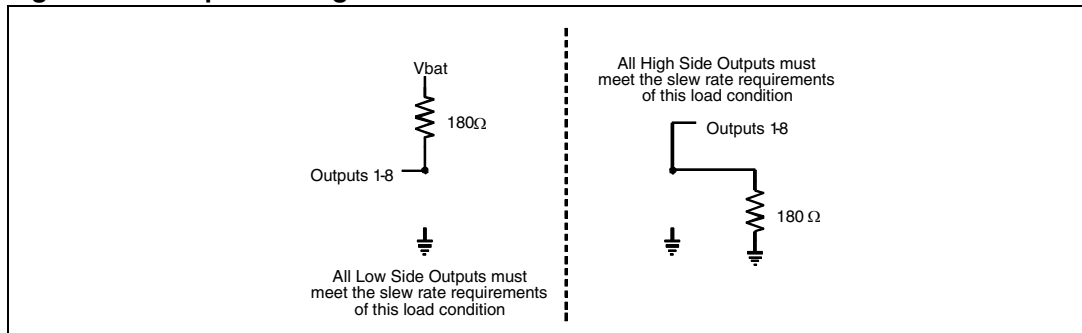 Vbat
180Ω
Outputs 1-8
All Low Side Outputs must
meet the slew rate requirements
of this load condition
All High Side Outputs must
meet the slew rate requirements
of this load condition
Outputs 1-8
180 Ω